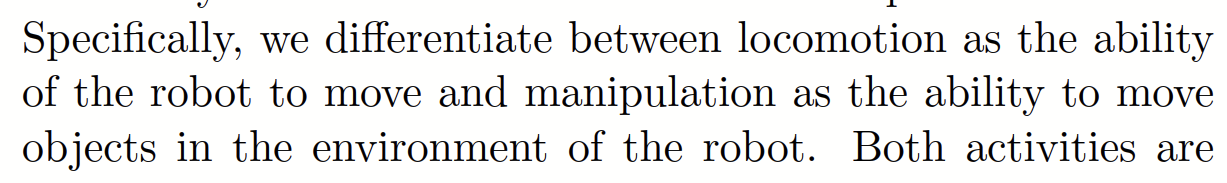 Specifically, we differentiate between locomotion as the ability
of the robot to move and manipulation as the ability to move
objects in the environment of the robot. Both activities are